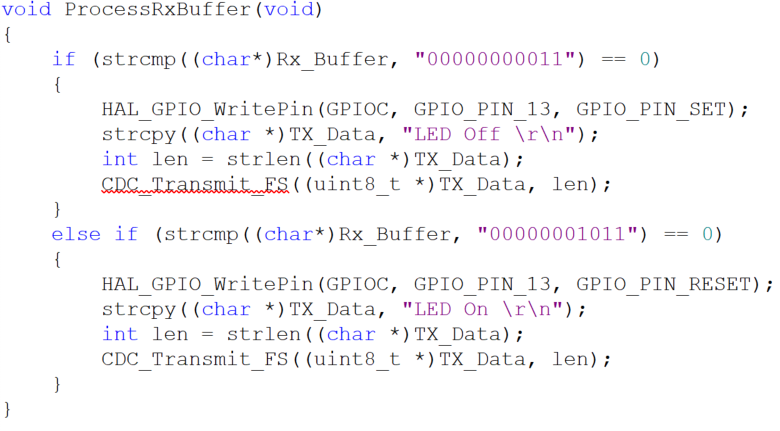 void ProcessRxBuffer(void)
{
    if (strcmp((char*)Rx_Buffer, "00000000011") == 0)
    {
        HAL_GPIO_WritePin(GPIOC, GPIO_PIN_13, GPIO_PIN_SET);
        strcpy((char *)TX_Data, "LED Off \r\n");
        int len = strlen((char *)TX_Data);
        CDC_Transmit_FS((uint8_t *)TX_Data, len);
    }
    else if (strcmp((char*)Rx_Buffer, "00000001011") == 0)
    {
        HAL_GPIO_WritePin(GPIOC, GPIO_PIN_13, GPIO_PIN_RESET);
        strcpy((char *)TX_Data, "LED On \r\n");
        int len = strlen((char *)TX_Data);
        CDC_Transmit_FS((uint8_t *)TX_Data, len);
    }
}